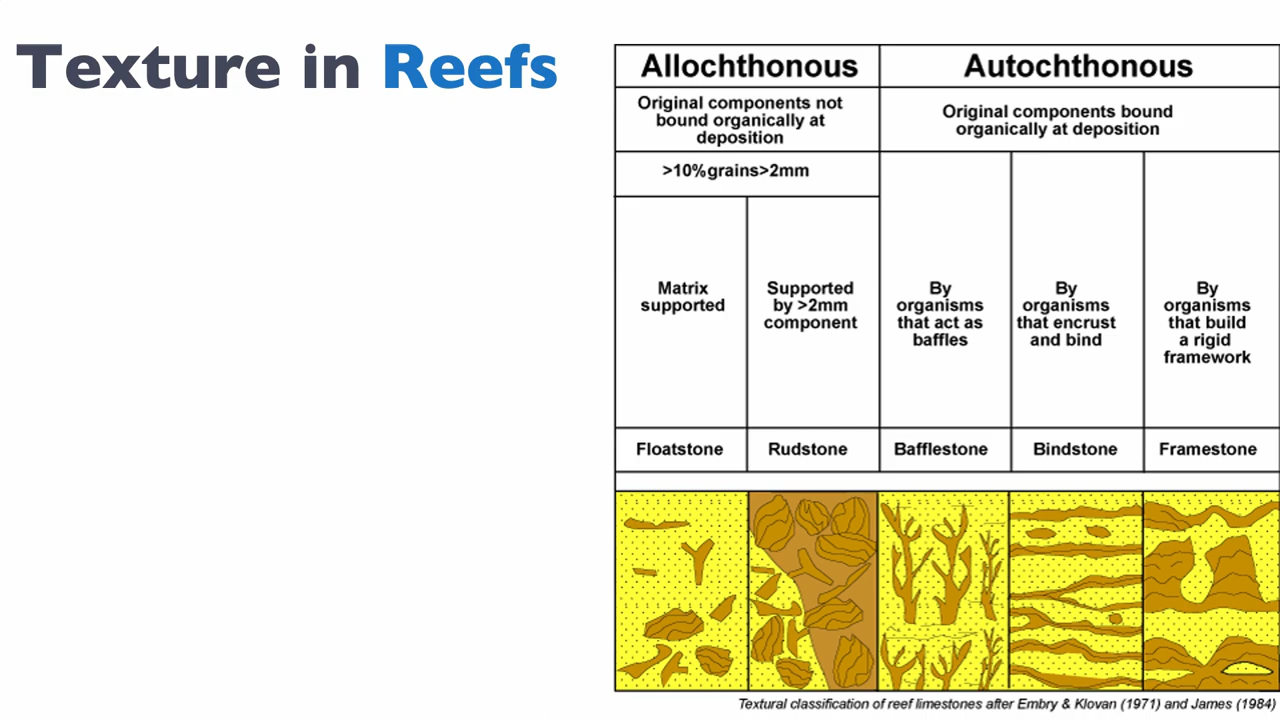 Texture in Reefs
Allochthonous
Autochthonous
Original components not
bound organically at
deposition
Original components bound
organically at deposition
>10%grains>2mm
Matrix
supported
Supported
by >2mm
component
By
organisms
that act as
baffles
By
organisms
that encrust
and bind
By
organisms
that build
a rigid
framework
Floatstone
Rudstone
Bafflestone
Bindstone
Framestone
Textural classification of reef limestones after Embry & Klovan (1971) and James (1984)